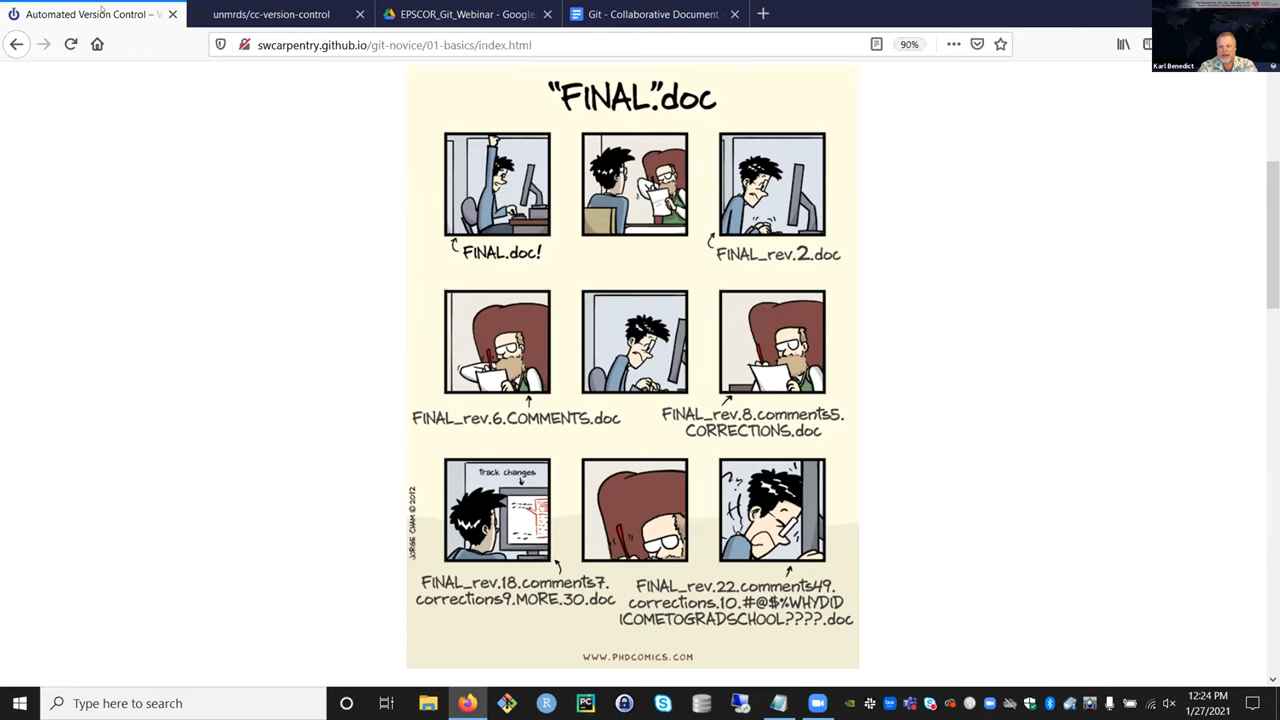 Automated Version Control – V
unmrds/cc-version-control
EPSCOR_Git_Webinar
Git - Collaborative Document
swcarpentry.github.io/git-novice/01-basics/index.html
90%
Karl Benedict
"FINAL".doc
FINAL.doc!
FINAL_rev.2.doc
FINAL_rev.6.COMMENTS.doc
FINAL_rev.8.comments5.
CORRECTIONS.doc
Track changes
JORGE CHAM © 2012
FINAL_rev.18.comments7.
corrections9.MORE.30.doc
FINAL_rev.22.comments49.
corrections.10.#@$%WHYDID
ICOMETOGRADSCHOOL????.doc
WWW.PHDCOMICS.COM
Type here to search
12:24 PM
1/27/2021